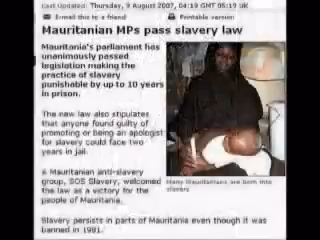 Last Updated: Thursday, 9 August 2007, 04:19 GMT 05:19 UK
E-mail this to a friend
Printable version
Mauritanian MPs pass slavery law
Mauritania's parliament has
unanimously passed
legislation making the
practice of slavery
punishable by up to 10 years
in prison.
The new law also stipulates
that anyone found guilty of
promoting or being an apologist
for slavery could face two
years in jail.
A Mauritanian anti-slavery
group, SOS Slavery, welcomed
the law as a victory for the
people of Mauritania.
Many Mauritanians are born into
slavery
Slavery persists in parts of Mauritania even though it was
banned in 1981.